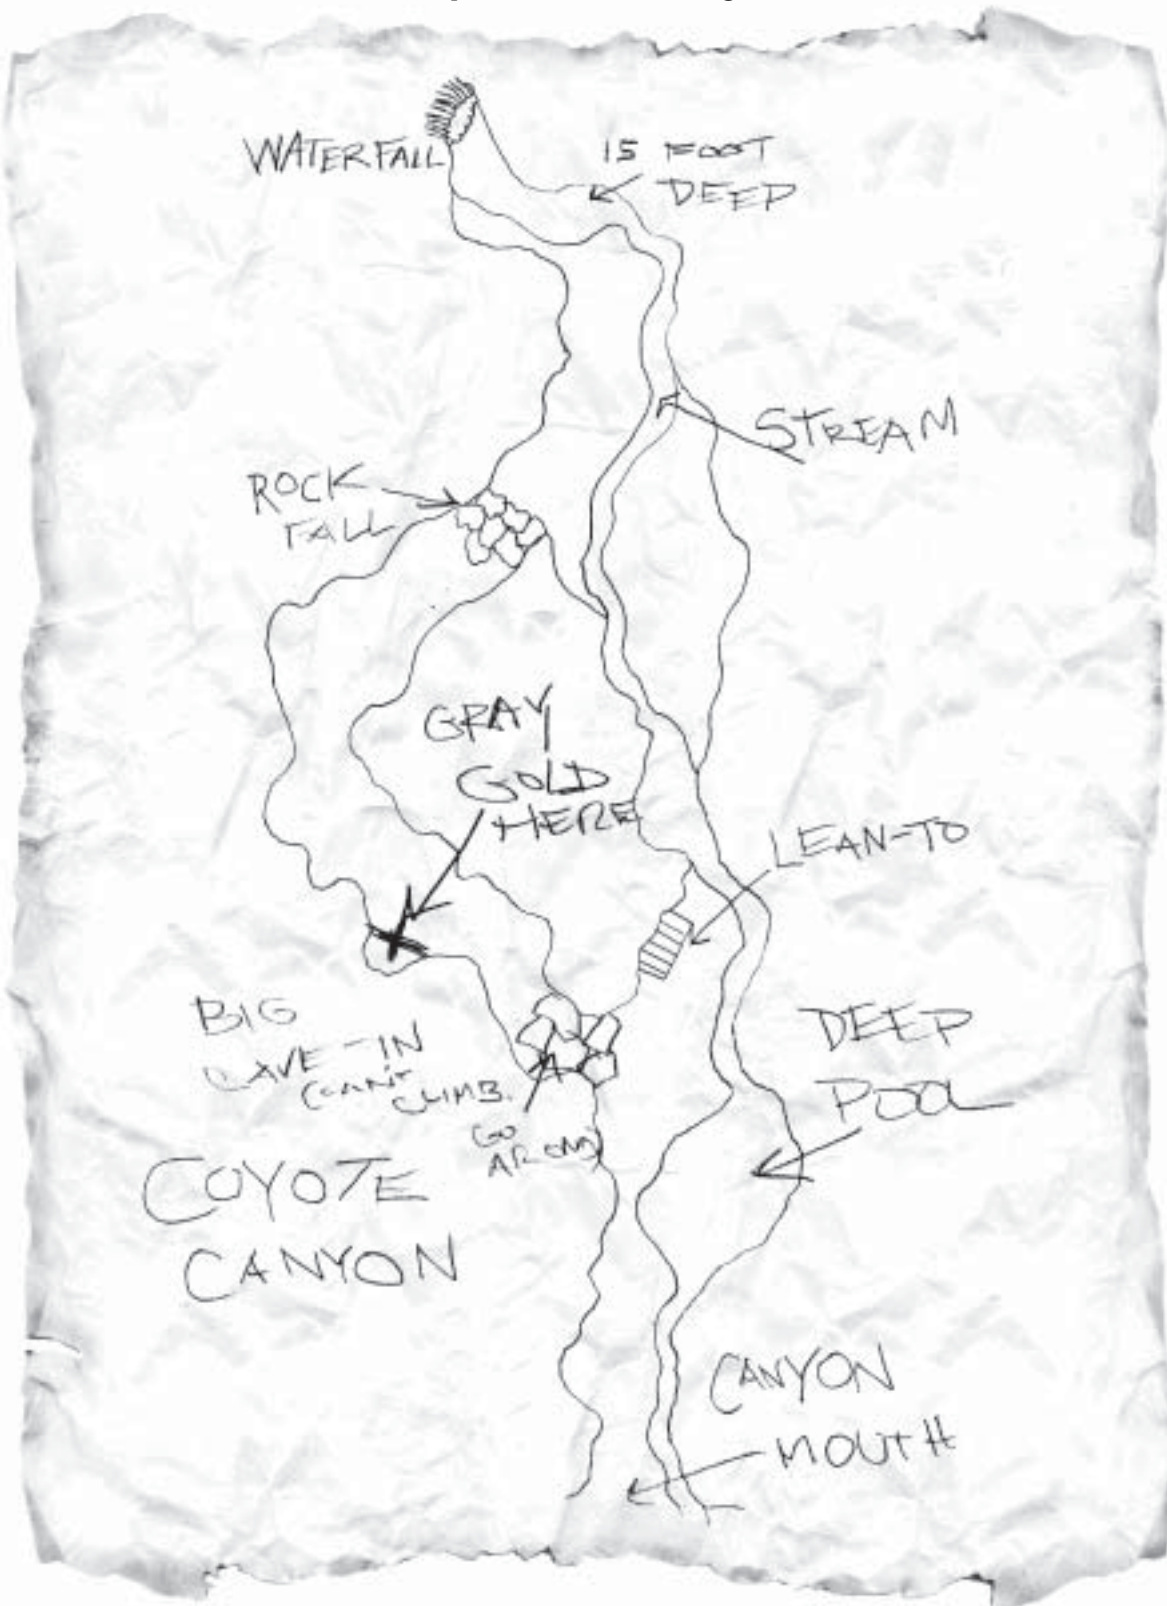 WATERFALL
15 FOOT
DEEP
STREAM
ROCK
FALL
GRAY
GOLD
HERE
LEAN-TO
BIG
CAVE-IN
CAN'T
CLIMB.
GO
AROUND
DEEP
POOL
COYOTE
CANYON
CANYON
MOUTH